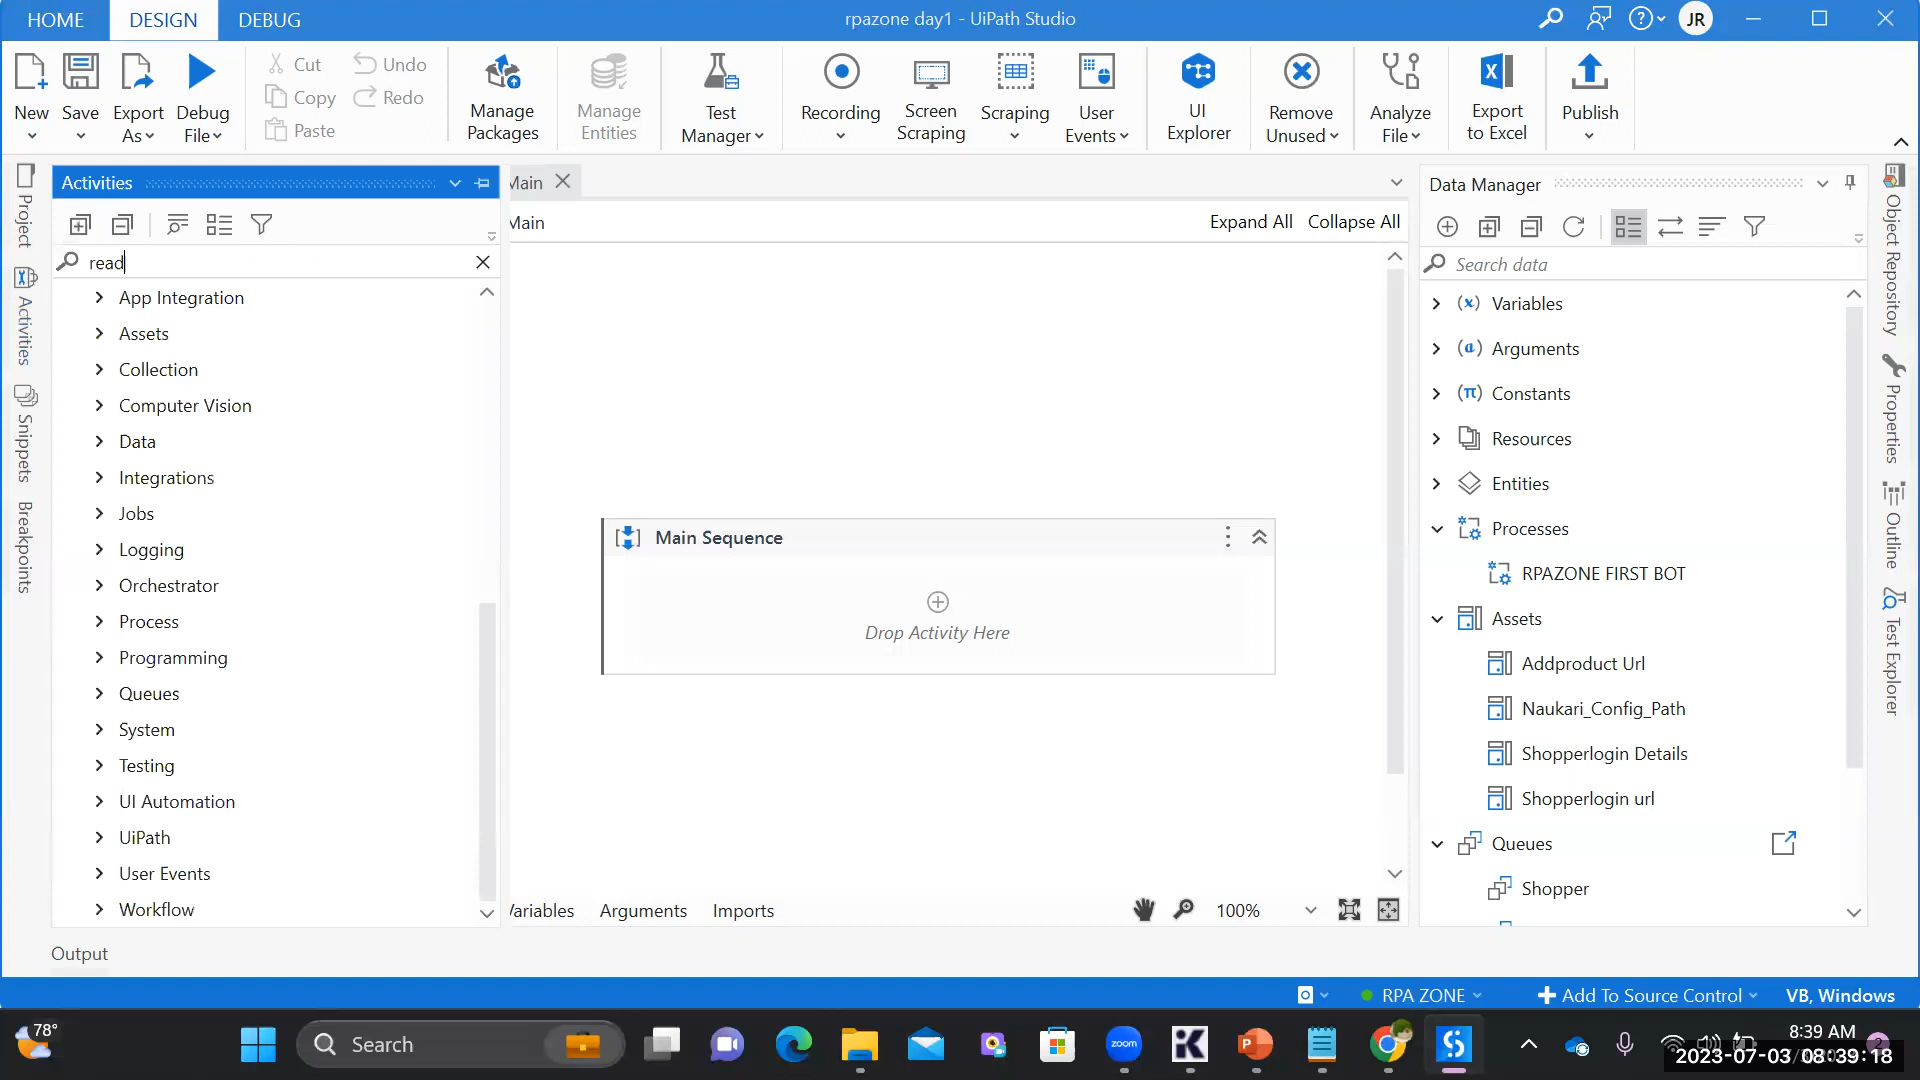 HOME
DESIGN
DEBUG
rpazone day1 - UiPath Studio
JR
New
Save
Export As
Debug File
Cut
Copy
Paste
Undo
Redo
Manage Packages
Manage Entities
Test Manager
Recording
Screen Scraping
Scraping
User Events
UI Explorer
Remove Unused
Analyze File
Export to Excel
Publish
Project
Activities
Snippets
Breakpoints
Activities
read
App Integration
Assets
Collection
Computer Vision
Data
Integrations
Jobs
Logging
Orchestrator
Process
Programming
Queues
System
Testing
UI Automation
UiPath
User Events
Workflow
Main
Main
Expand All
Collapse All
Main Sequence
Drop Activity Here
Variables
Arguments
Imports
100%
Data Manager
Search data
Variables
Arguments
Constants
Resources
Entities
Processes
RPAZONE FIRST BOT
Assets
Addproduct Url
Naukari_Config_Path
Shopperlogin Details
Shopperlogin url
Queues
Shopper
Object Repository
Properties
Outline
Test Explorer
Output
RPA ZONE
Add To Source Control
VB, Windows
78°
Search
zoom
8:39 AM
2
2023-07-03 08:39:18